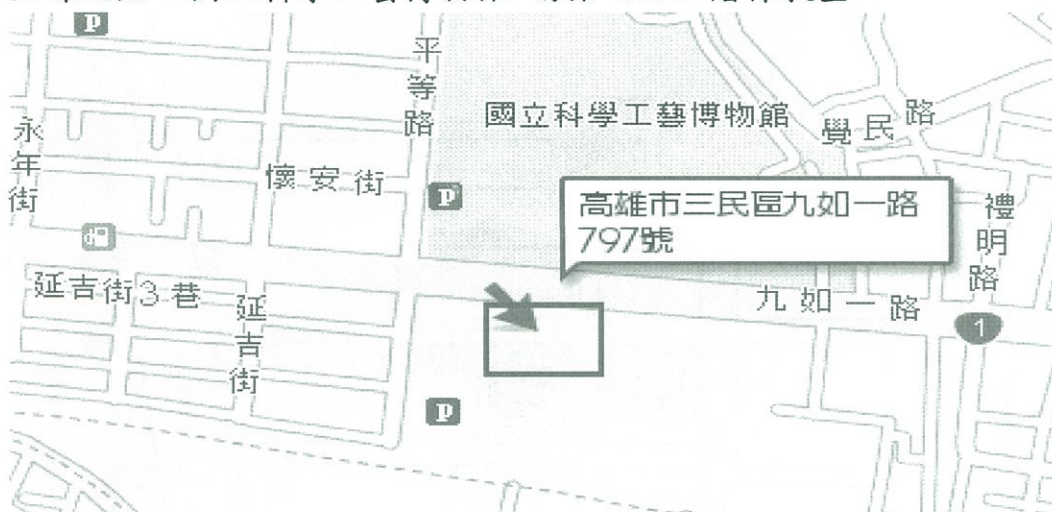 P
平等路
國立科學工藝博物館
覺民路
永年街
懷安街
P
高雄市三民區九如一路
797號
禮明路
延吉街3巷
延吉街
九如一路
1
P